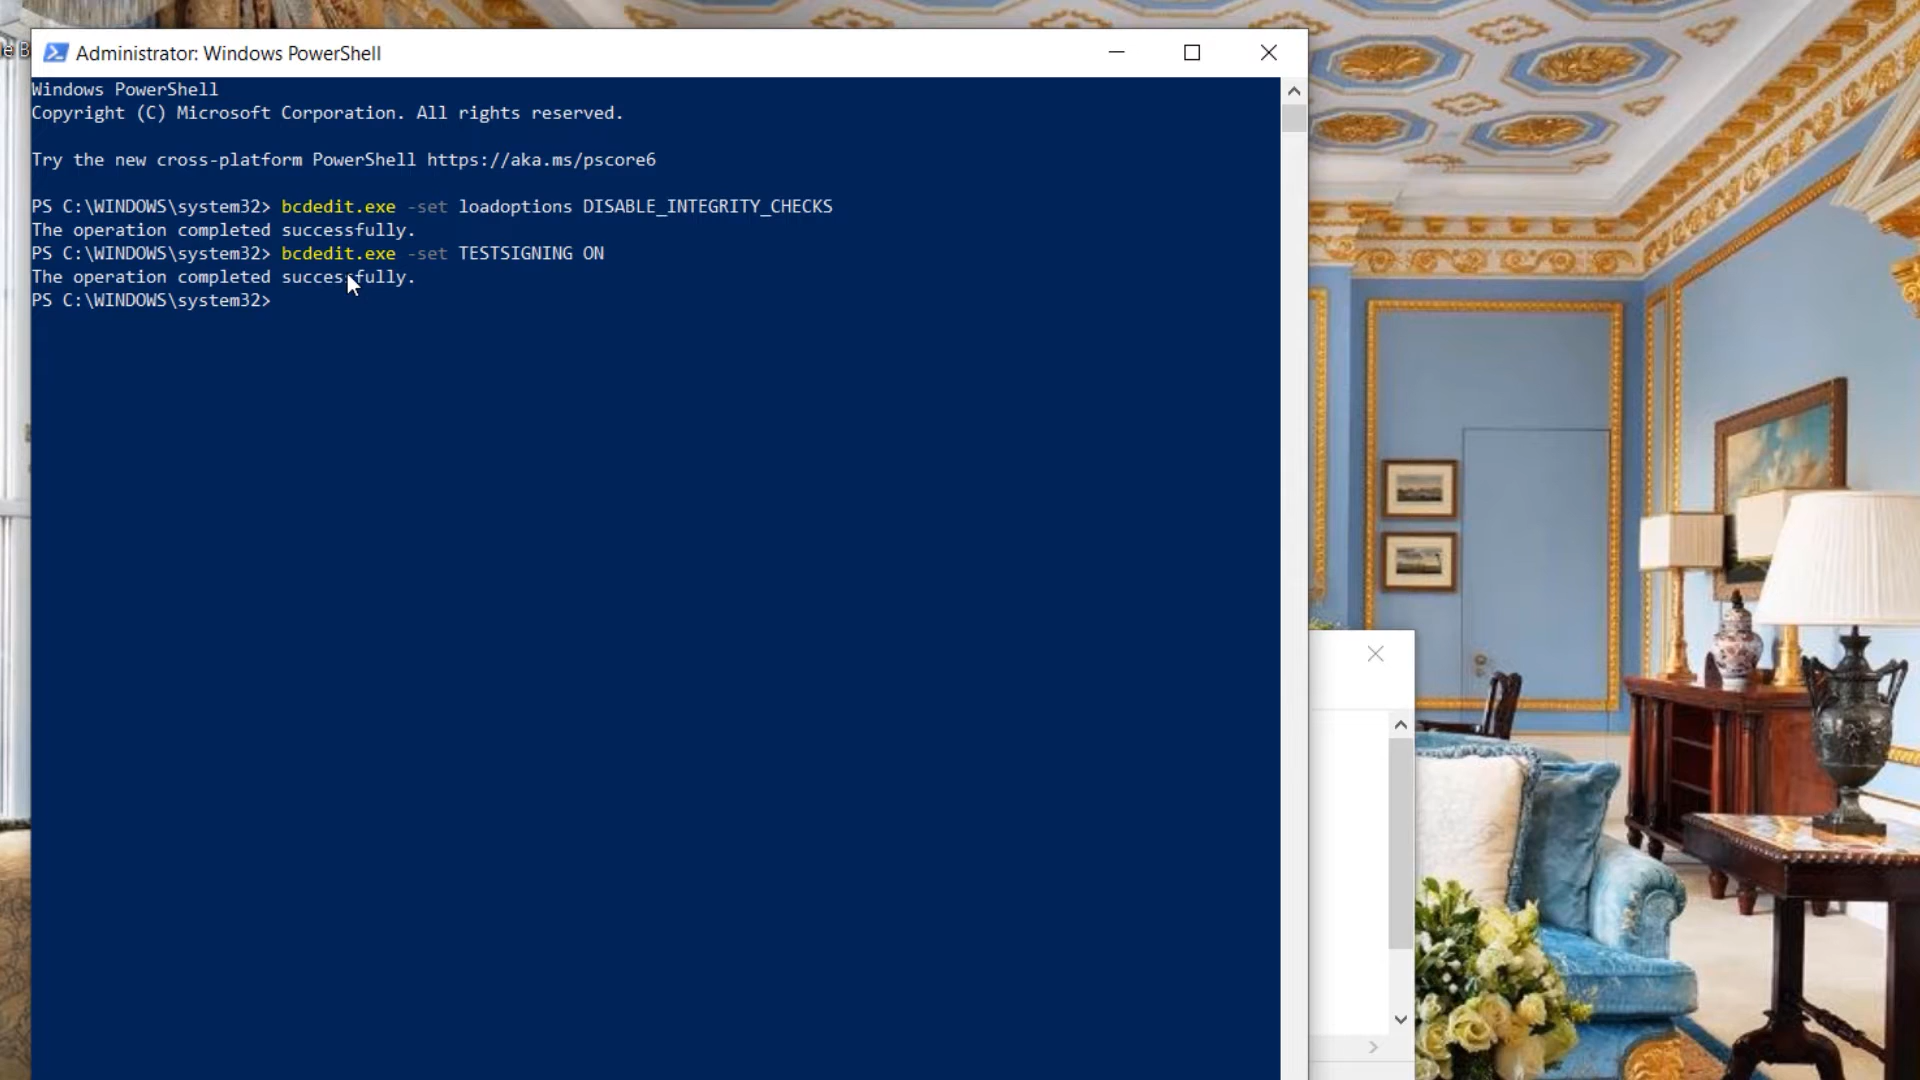 Administrator: Windows PowerShell
Windows PowerShell
Copyright (C) Microsoft Corporation. All rights reserved.
Try the new cross-platform PowerShell https://aka.ms/pscore6
PS C:\WINDOWS\system32> bcdedit.exe -set loadoptions DISABLE_INTEGRITY_CHECKS
The operation completed successfully.
PS C:\WINDOWS\system32> bcdedit.exe -set TESTSIGNING ON
The operation completed successfully.
PS C:\WINDOWS\system32>